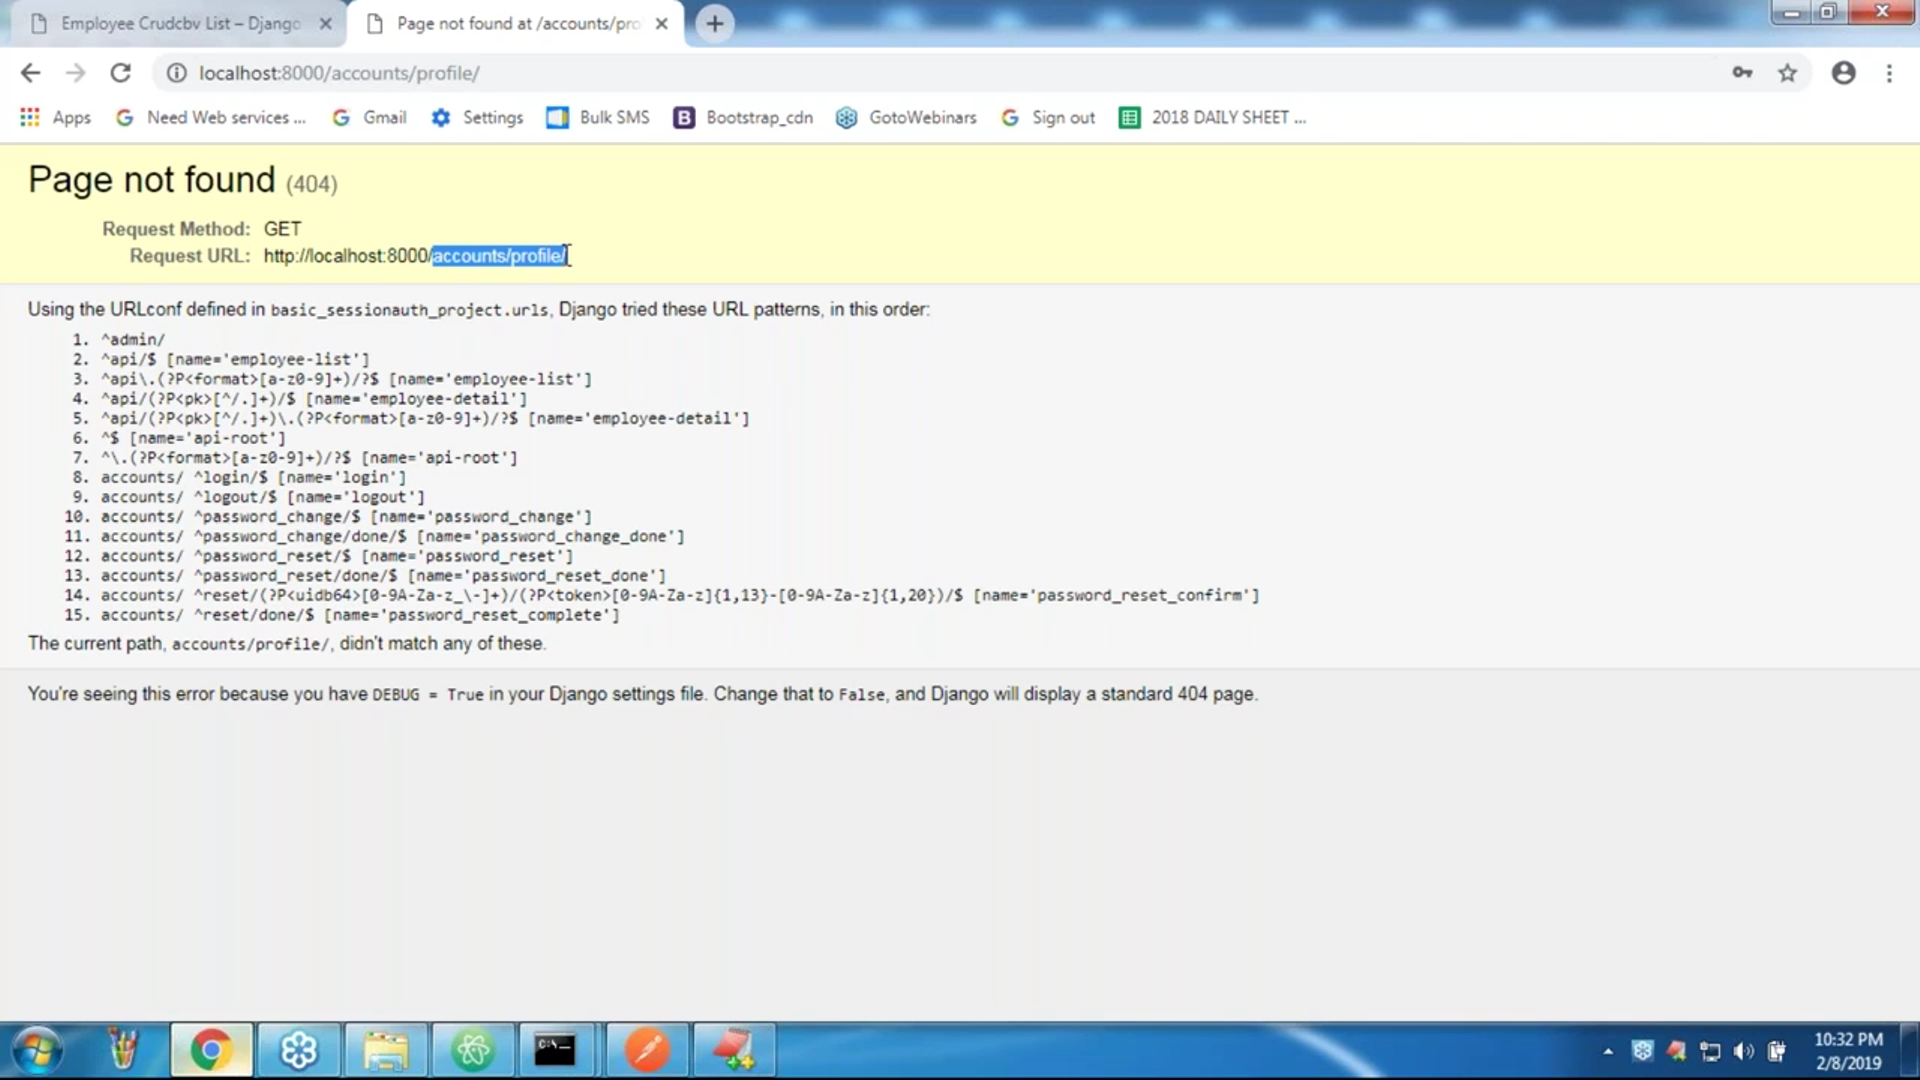 Employee Crudcbv List – Django
Page not found at /accounts/pro
localhost:8000/accounts/profile/
Apps
Need Web services ...
Gmail
Settings
Bulk SMS
B
Bootstrap_cdn
GotoWebinars
Sign out
2018 DAILY SHEET ...
Page not found (404)
Request Method: GET
Request URL: http://localhost:8000/accounts/profile/
Using the URLconf defined in basic_sessionauth_project.urls, Django tried these URL patterns, in this order:
1. ^admin/
2. ^api/$ [name='employee-list']
3. ^api\.(?P<format>[a-z0-9]+)/?$ [name='employee-list']
4. ^api/(?P<pk>[^/.]+)/$ [name='employee-detail']
5. ^api/(?P<pk>[^/.]+)\.(?P<format>[a-z0-9]+)/?$ [name='employee-detail']
6. ^$ [name='api-root']
7. ^\.(?P<format>[a-z0-9]+)/?$ [name='api-root']
8. accounts/ ^login/$ [name='login']
9. accounts/ ^logout/$ [name='logout']
10. accounts/ ^password_change/$ [name='password_change']
11. accounts/ ^password_change/done/$ [name='password_change_done']
12. accounts/ ^password_reset/$ [name='password_reset']
13. accounts/ ^password_reset/done/$ [name='password_reset_done']
14. accounts/ ^reset/(?P<uidb64>[0-9A-Za-z_\-]+)/(?P<token>[0-9A-Za-z]{1,13}-[0-9A-Za-z]{1,20})/$ [name='password_reset_confirm']
15. accounts/ ^reset/done/$ [name='password_reset_complete']
The current path, accounts/profile/, didn't match any of these.
You're seeing this error because you have DEBUG = True in your Django settings file. Change that to False, and Django will display a standard 404 page.
C:\_
10:32 PM
2/8/2019